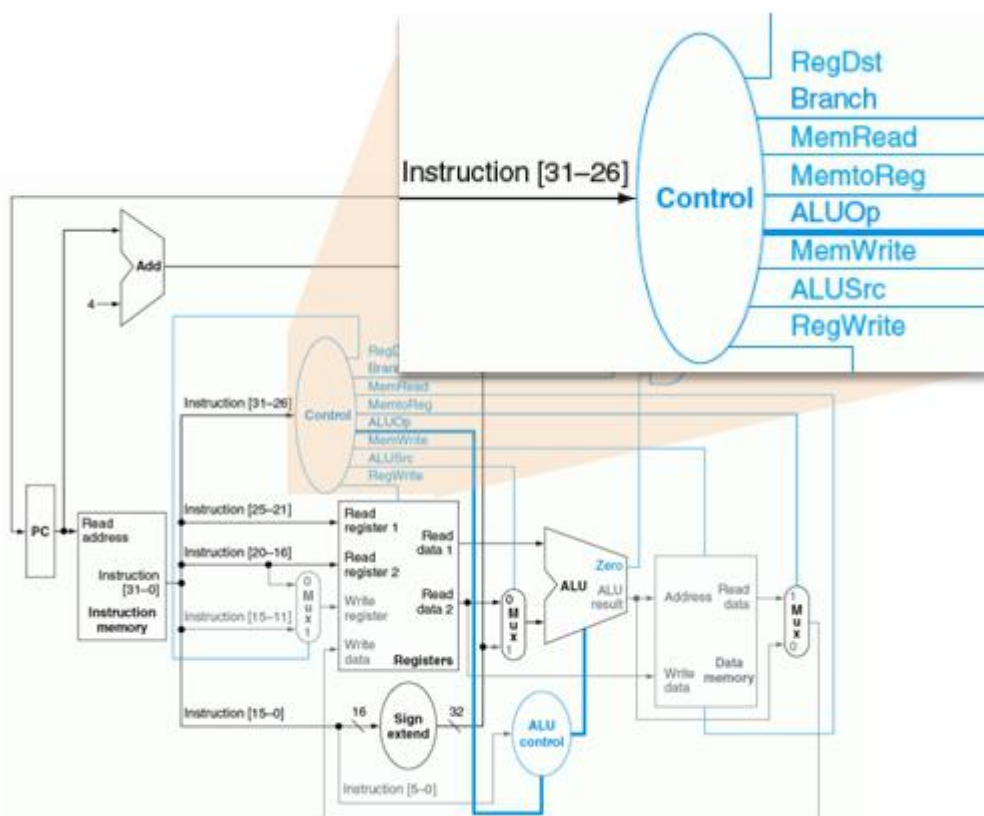 RegDst
Branch
MemRead
Instruction [31–26]
MemtoReg
Control
ALUOp
MemWrite
ALUSrc
RegWrite
Add
4
RegD
Bran
MemRead
Instruction [31–26]
Control
MemtoReg
ALUOp
MemWrite
ALUSrc
RegWrite
PC
Read
address
Instruction
[31–0]
Instruction
memory
Instruction [25–21]
Instruction [20–16]
Instruction [15–11]
0
M
u
x
1
Read
register 1
Read
register 2
Write
register
Write
data
Read
data 1
Read
data 2
Registers
0
M
u
x
1
Zero
ALU
ALU
result
Address
Read
data
Write
data
Data
memory
1
M
u
x
0
Instruction [15–0]
16
Sign
extend
32
ALU
control
Instruction [5–0]